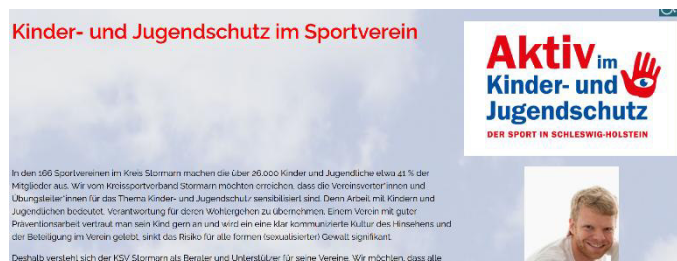 Kinder- und Jugendschutz im Sportverein
Aktiv im
Kinder- und
Jugendschutz
DER SPORT IN SCHLESWIG-HOLSTEIN
In den 166 Sportvereinen im Kreis Stormarn machen die über 26.000 Kinder und Jugendliche etwa 41 % der
Mitglieder aus. Wir vom Kreissportverband Stormarn möchten erreichen, dass die Vereinsverter*innen und
Übungsleiter*innen für das Thema Kinder- und Jugendschutz sensibilisiert sind. Denn Arbeit mit Kindern und
Jugendlichen bedeutet, Verantwortung für deren Wohlergehen zu übernehmen. Einem Verein mit guter
Präventionsarbeit vertraut man sein Kind gern an und wird ein eine klar kommunizierte Kultur des Hinsehens und
der Beteiligung im Verein gelebt, sinkt das Risiko für alle formen (sexualisierter) Gewalt signifikant.
Deshalb versteht sich der KSV Stormarn als Berater und Unterstützer für seine Vereine. Wir möchten, dass alle